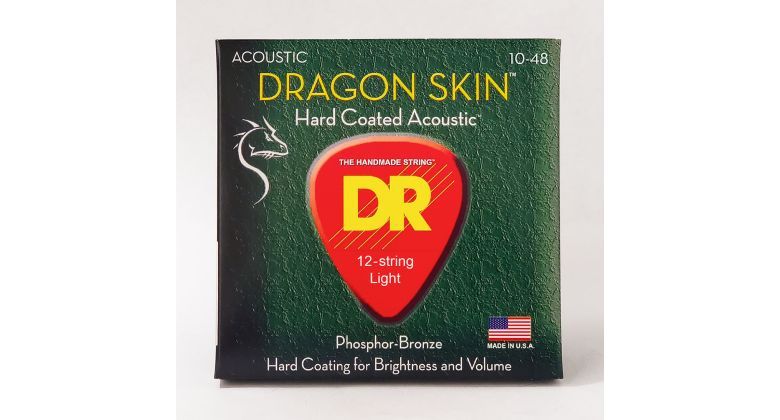 ACOUSTIC 10-48
DRAGON SKIN™
Hard Coated Acoustic™
THE HANDMADE STRING®
DR
12-string
Light
MADE IN U.S.A.
Phosphor-Bronze
Hard Coating for Brightness and Volume